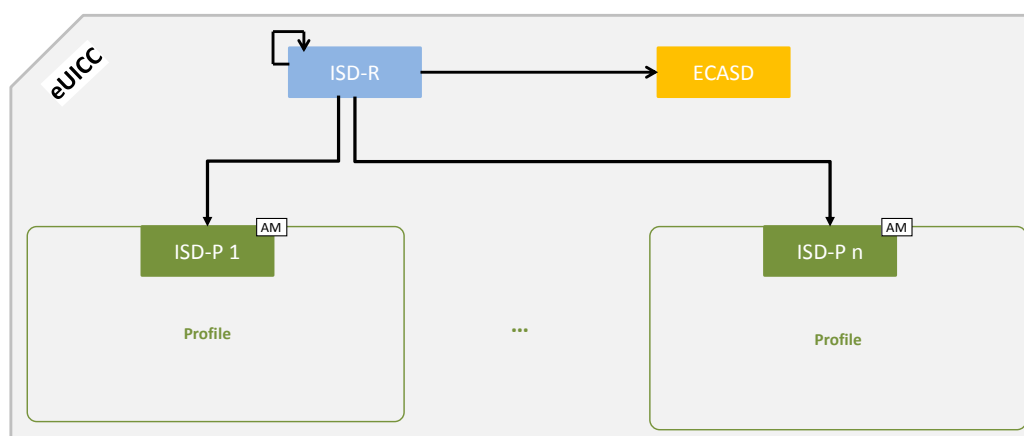 eUICC
ISD-R
ECASD
AM
ISD-P 1
AM
ISD-P n
Profile
...
Profile